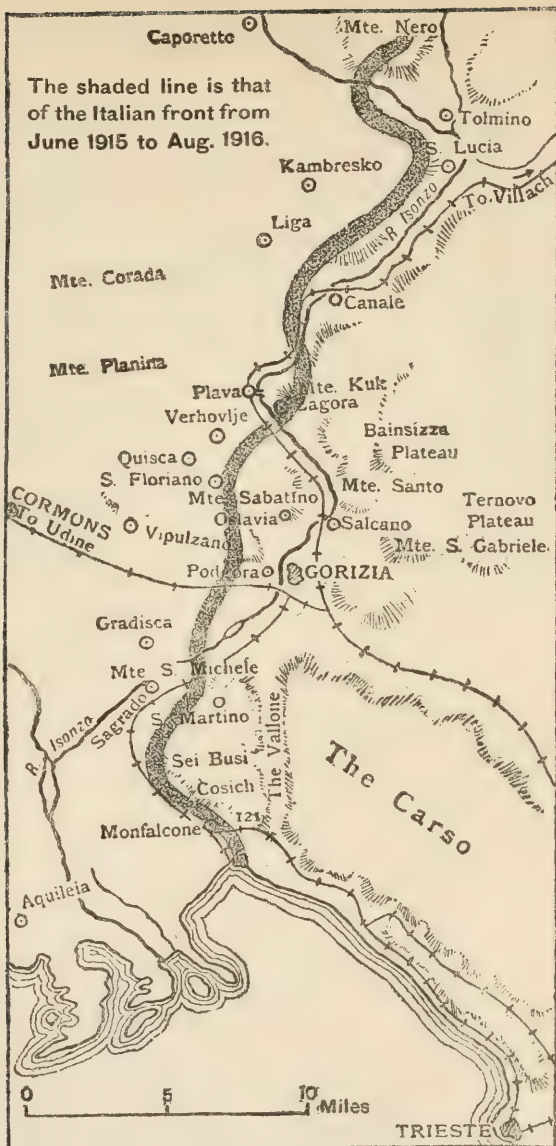 Caporetto
Mte. Nero
The shaded line is that
of the Italian front from
June 1915 to Aug. 1916.
Tolmino
S. Lucia
Kambresko
To Villach
R Isonzo
Liga
Mte. Corada
Canale
Mte. Planina
Plava
Mte. Kuk
Zagora
Verhovlje
Bainsizza
Plateau
Quisca
S. Floriano
Mte. Santo
Mte. Sabatino
Ternovo
Plateau
CORMONS
To Udine
Vipulzano
Oslavia
Salcano
Mte. S. Gabriele
Podgora
GORIZIA
Gradisca
Mte S. Michele
Sagrado
S. Martino
R. Isonzo
The Vallone
Sei Busi
The Carso
Cosich
121
Monfalcone
Aquileia
0 5 10 Miles
TRIESTE